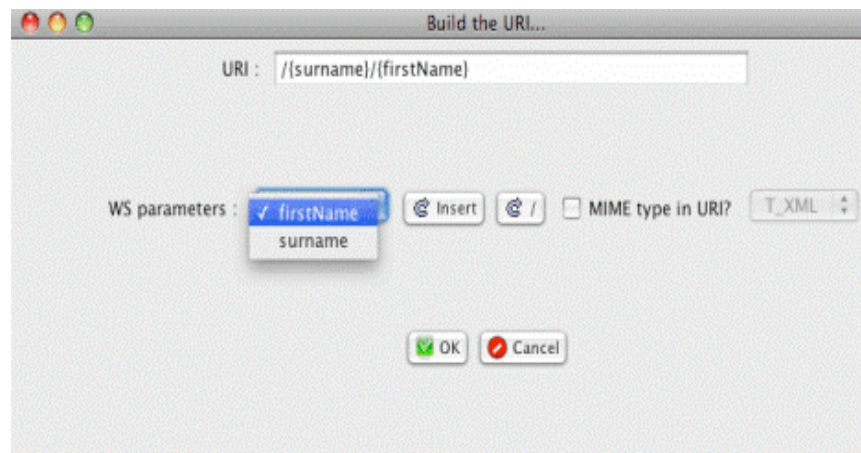 Build the URI...
URI : /{surname}/{firstName}
WS parameters : ✓ firstName Insert / MIME type in URI? T_XML
surname
OK Cancel